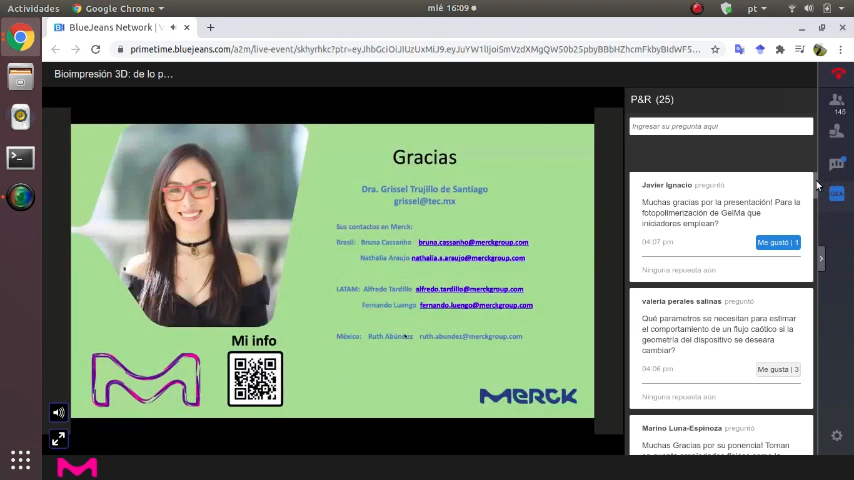 Actividades
Google Chrome
mié 16:09
pt
BlueJeans Network | V
primetime.bluejeans.com/a2m/live-event/skhyrhkc?ptr=eyJhbGciOiJIUzUxMiJ9.eyJuYW1lIjoiSmVzdXMgQW50b25pbyBBbHZhcmFkbyBIdWF5…
Bioimpresión 3D: de lo p…
Gracias
Dra. Grissel Trujillo de Santiago
grissel@tec.mx
Sus contactos en Merck:
Brasil: Bruna Cassanho bruna.cassanho@merckgroup.com
Nathalia Araujo nathalia.s.araujo@merckgroup.com
LATAM: Alfredo Tardillo alfredo.tardillo@merckgroup.com
Fernando Luengo fernando.luengo@merckgroup.com
México: Ruth Abúndez ruth.abundez@merckgroup.com
Mi info
MERCK
P&R (25)
Ingresar su pregunta aquí
Javier Ignacio preguntó
Muchas gracias por la presentación! Para la
fotopolimerización de GelMa que
iniciadores emplean?
04:07 pm
Me gustó | 1
Ninguna repuesta aún
valeria perales salinas preguntó
Qué parametros se necesitan para estimar
el comportamiento de un flujo caótico si la
geometría del dispositivo se deseara
cambiar?
04:06 pm
Me gusta | 3
Ninguna repuesta aún
Marino Luna-Espinoza preguntó
Muchas Gracias por su ponencia! Toman
145
Q&A